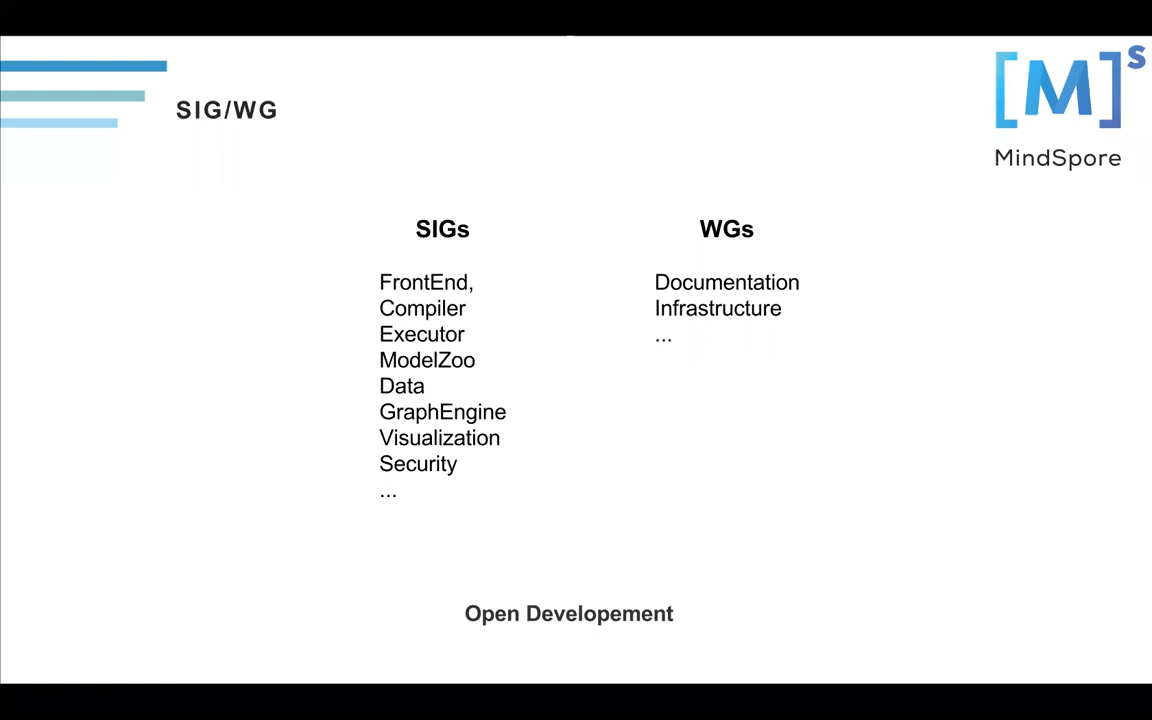 SIG/WG
[M]S
MindSpore
SIGs
FrontEnd,
Compiler
Executor
ModelZoo
Data
GraphEngine
Visualization
Security
...
WGs
Documentation
Infrastructure
...
Open Developement